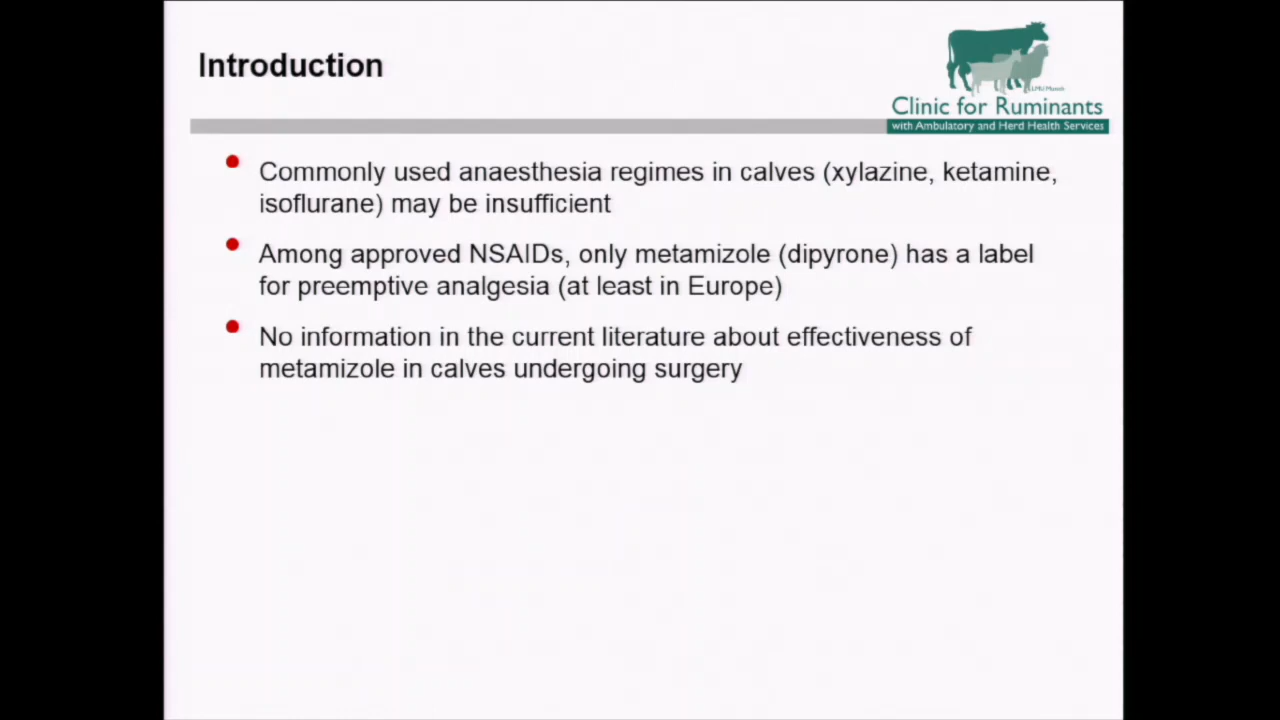 Introduction
LMU Munich
Clinic for Ruminants
with Ambulatory and Herd Health Services
Commonly used anaesthesia regimes in calves (xylazine, ketamine,
isoflurane) may be insufficient
Among approved NSAIDs, only metamizole (dipyrone) has a label
for preemptive analgesia (at least in Europe)
No information in the current literature about effectiveness of
metamizole in calves undergoing surgery